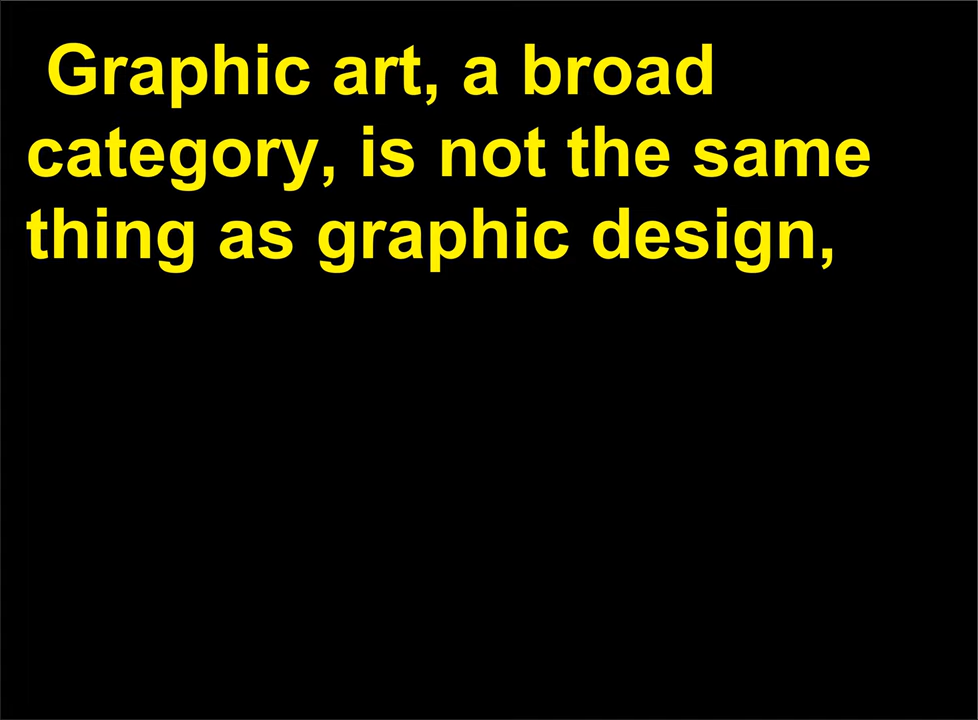 Graphic art, a broad
category, is not the same
thing as graphic design,